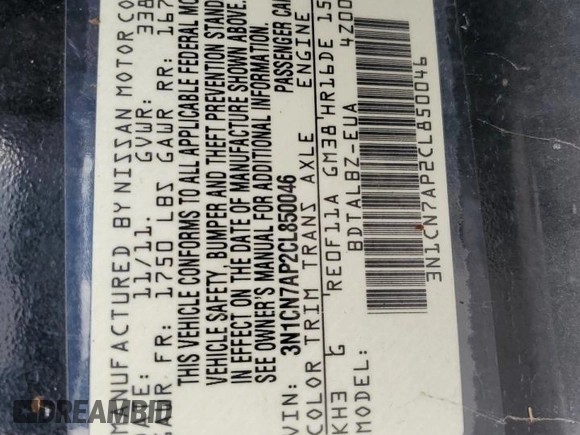 MANUFACTURED BY NISSAN MOTOR CO
DATE: 11/11. GVWR: 338
GAWR FR: 1750 LBS GAWR RR: 167
THIS VEHICLE CONFORMS TO ALL APPLICABLE FEDERAL MO
VEHICLE SAFETY, BUMPER AND THEFT PREVENTION STAND
IN EFFECT ON THE DATE OF MANUFACTURE SHOWN ABOVE.
SEE OWNER'S MANUAL FOR ADDITIONAL INFORMATION.
VIN: 3N1CN7AP2CL850046 PASSENGER CAR
COLOR TRIM TRANS AXLE ENGINE
KH3 G RE0F11A GM38 HR16DE 15
MODEL: BDTALBZ-EUA 4Z00
3N1CN7AP2CL850046
DREAMBID